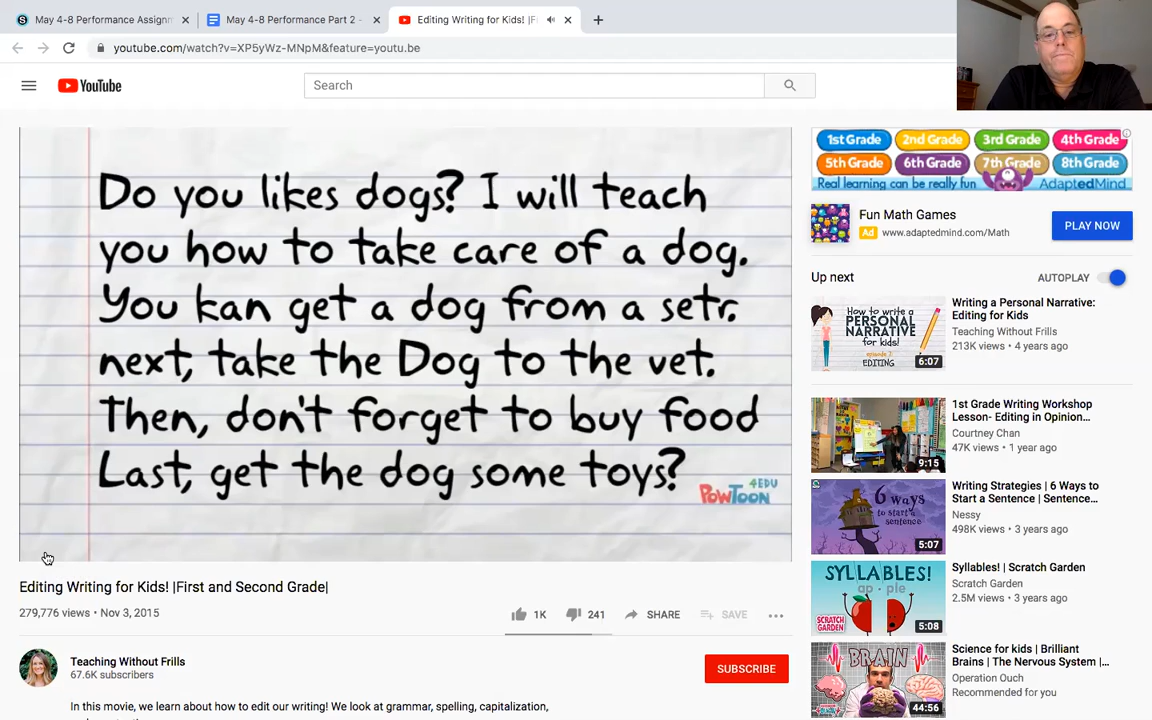 May 4-8 Performance Assignm
May 4-8 Performance Part 2 -
Editing Writing for Kids! |Fi
youtube.com/watch?v=XP5yWz-MNpM&feature=youtu.be
YouTube
Search
Do you likes dogs? I will teach
you how to take care of a dog.
You kan get a dog from a setr.
next, take the Dog to the vet.
Then, don't forget to buy food
Last, get the dog some toys?
POWTOON
4EDU
Editing Writing for Kids! |First and Second Grade|
279,776 views • Nov 3, 2015
1K
241
SHARE
SAVE
Teaching Without Frills
67.6K subscribers
SUBSCRIBE
In this movie, we learn about how to edit our writing! We look at grammar, spelling, capitalization,
1st Grade 2nd Grade 3rd Grade 4th Grade
5th Grade 6th Grade 7th Grade 8th Grade
Real learning can be really fun AdaptedMind
Fun Math Games
Ad www.adaptedmind.com/Math
PLAY NOW
Up next
AUTOPLAY
How to write a
PERSONAL
NARRATIVE
for kids!
EDITING
6:07
Writing a Personal Narrative:
Editing for Kids
Teaching Without Frills
213K views • 4 years ago
9:15
1st Grade Writing Workshop
Lesson- Editing in Opinion...
Courtney Chan
47K views • 1 year ago
6 ways
to start a
sentence
5:07
Writing Strategies | 6 Ways to
Start a Sentence | Sentence...
Nessy
498K views • 3 years ago
SYLLABLES!
ap • ple
SCRATCH
GARDEN
5:08
Syllables! | Scratch Garden
Scratch Garden
2.5M views • 3 years ago
BRAIN
44:56
Science for kids | Brilliant
Brains | The Nervous System |...
Operation Ouch
Recommended for you